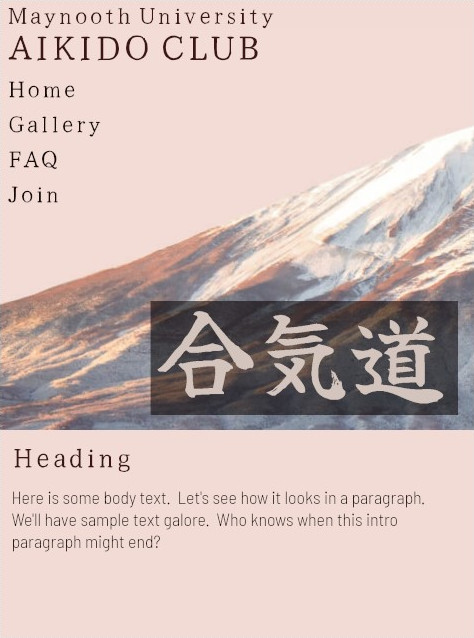 Maynooth University
AIKIDO CLUB
Home
Gallery
FAQ
Join
合気道
Heading
Here is some body text. Let's see how it looks in a paragraph.
We'll have sample text galore. Who knows when this intro
paragraph might end?